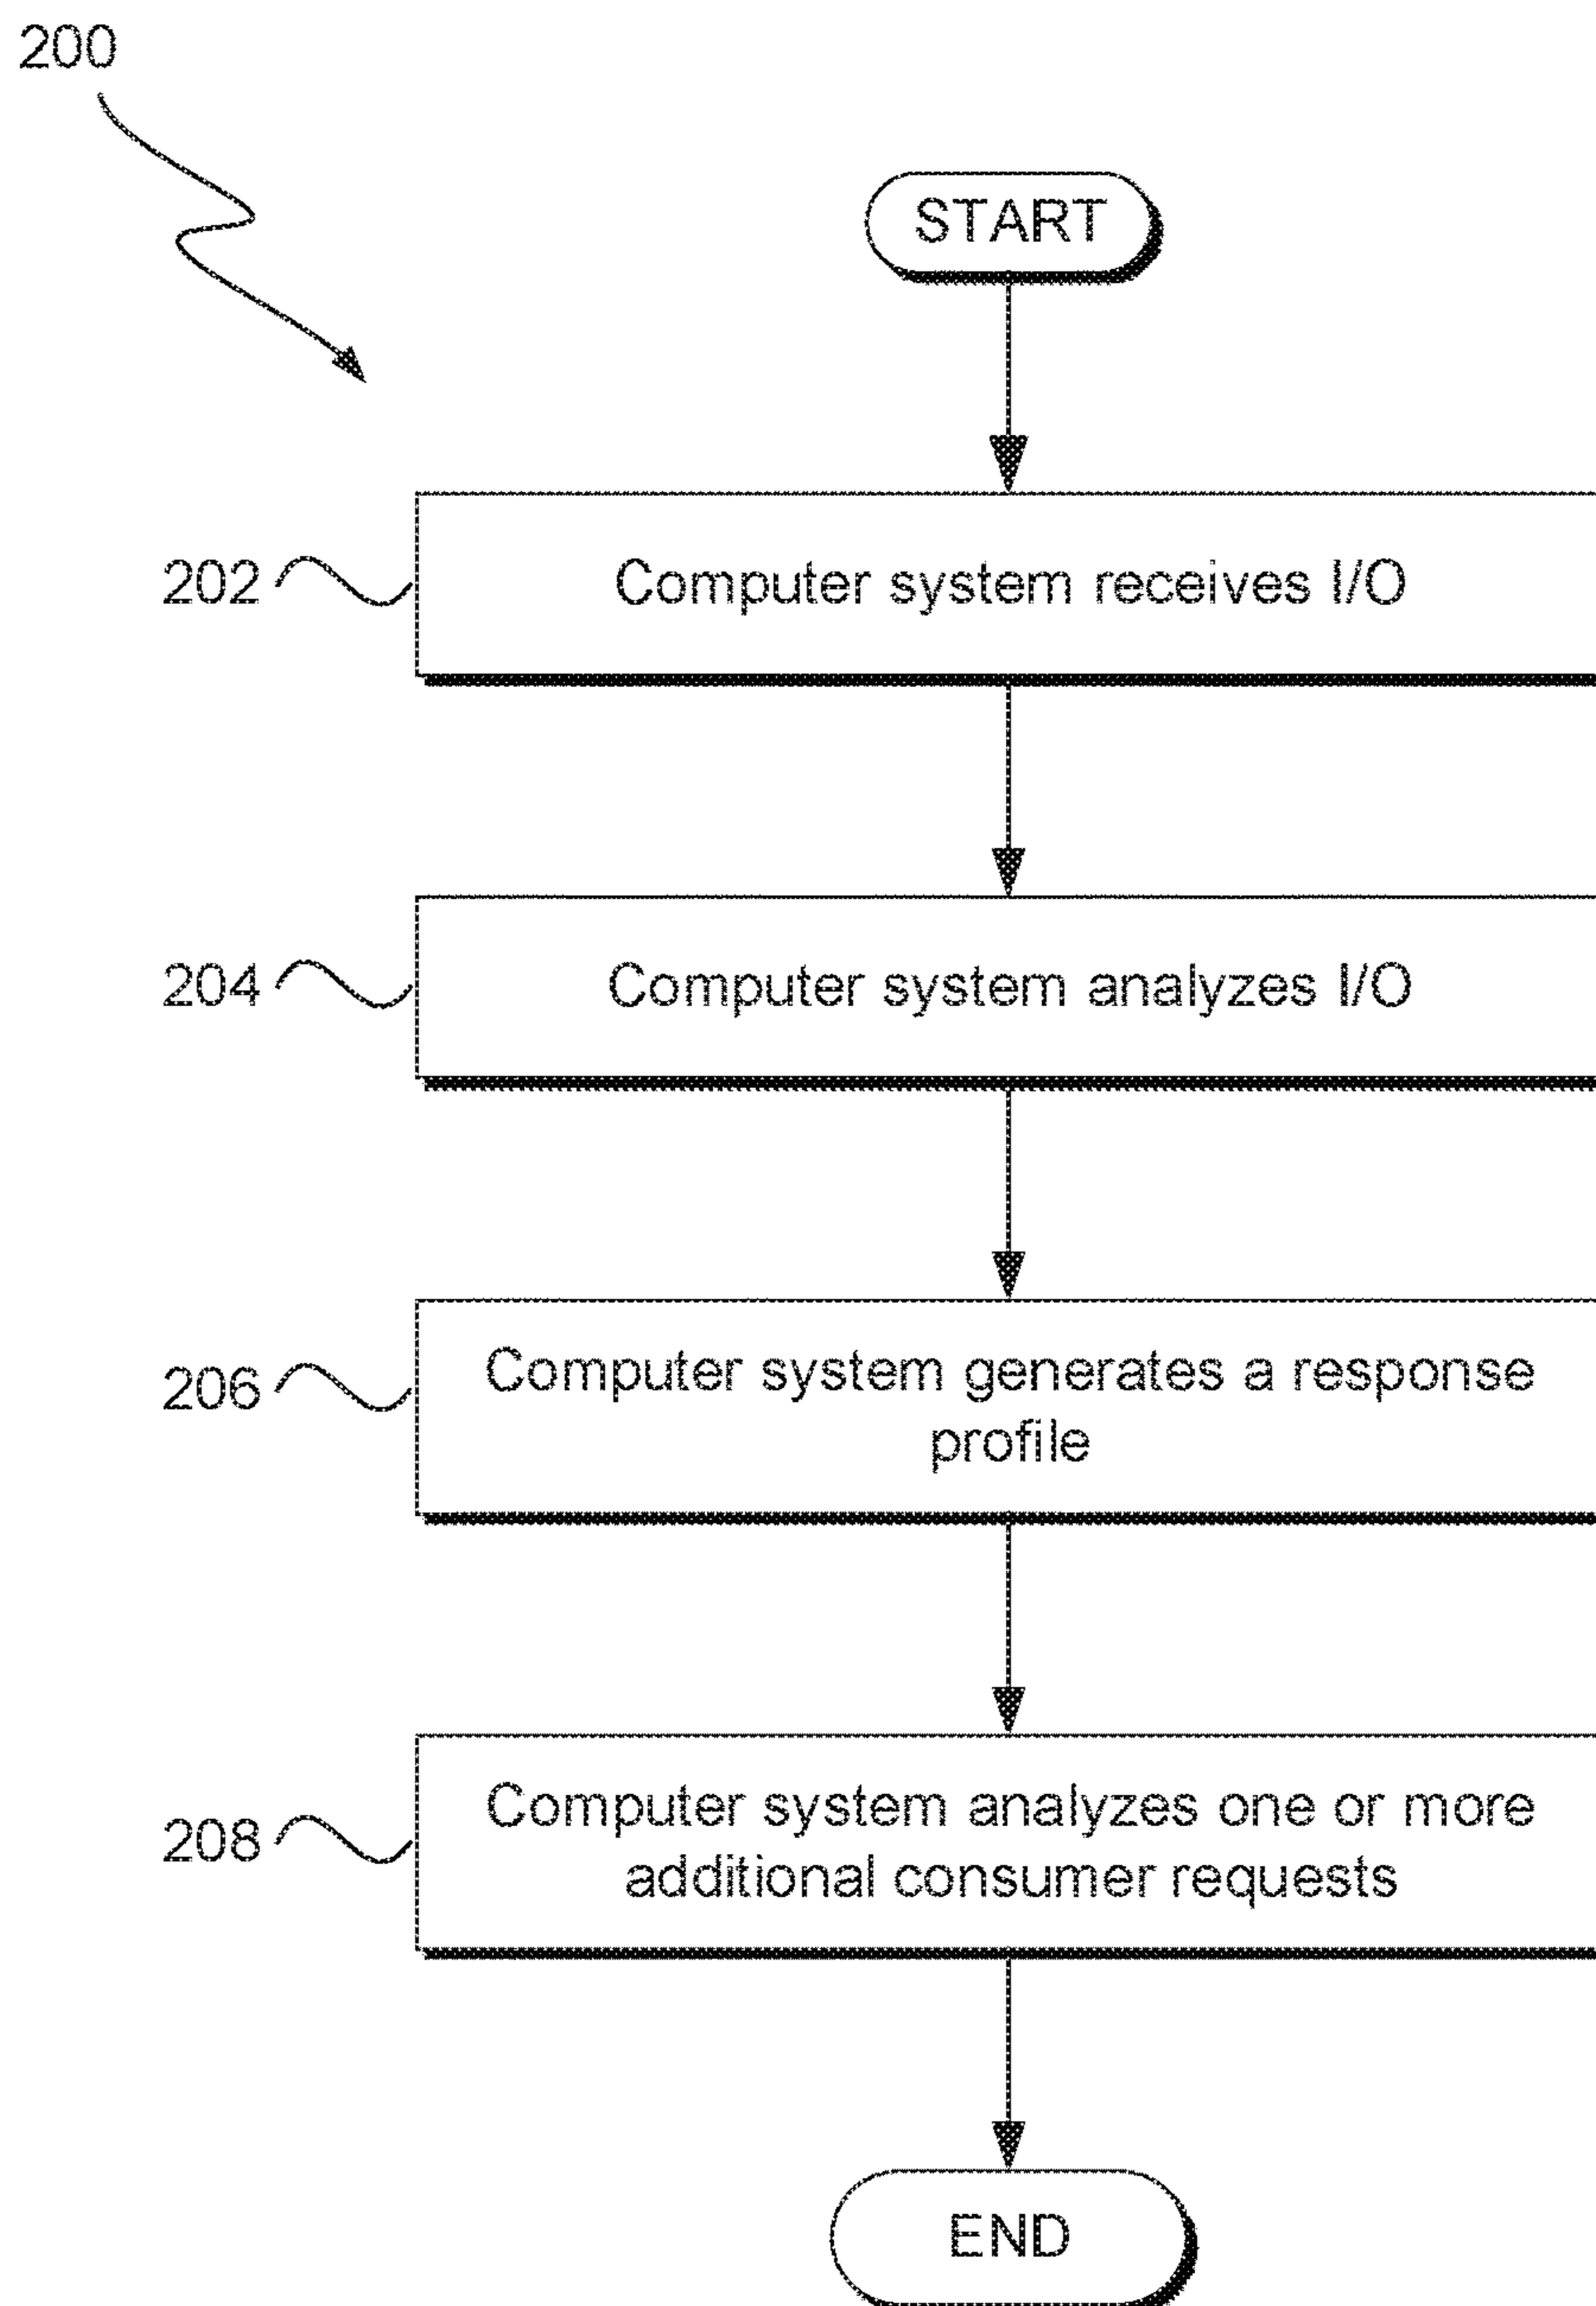 200
START
202
Computer system receives I/O
204
Computer system analyzes I/O
206
Computer system generates a response
profile
208
Computer system analyzes one or more
additional consumer requests
END